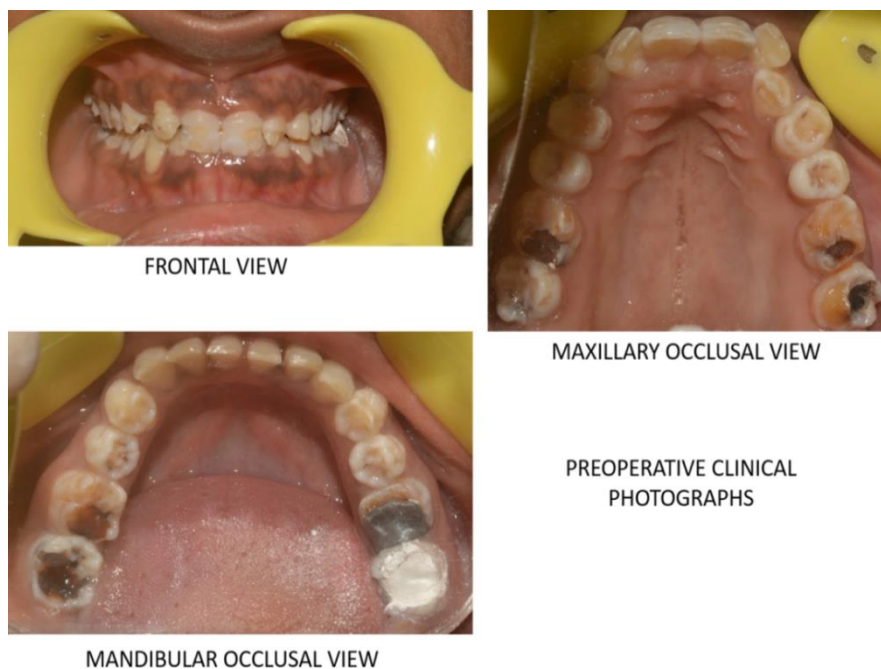 FRONTAL VIEW
MAXILLARY OCCLUSAL VIEW
MANDIBULAR OCCLUSAL VIEW
PREOPERATIVE CLINICAL
PHOTOGRAPHS